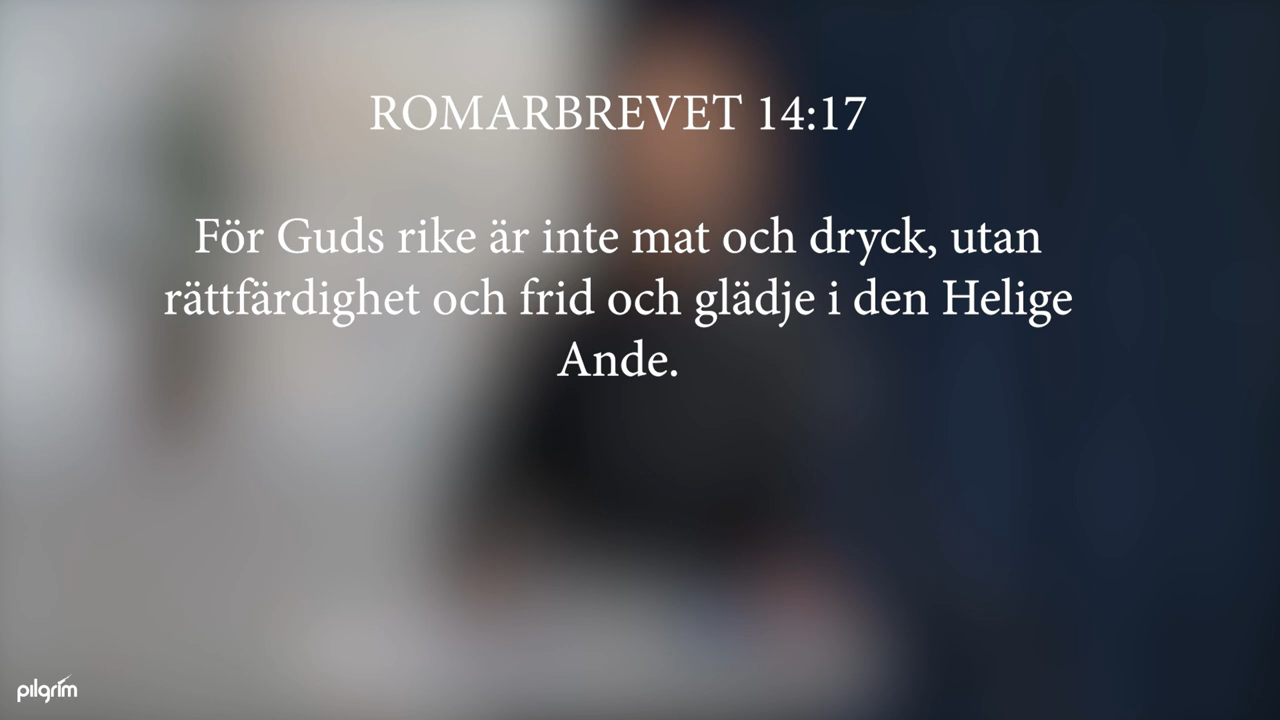 ROMARBREVET 14:17
För Guds rike är inte mat och dryck, utan
rättfärdighet och frid och glädje i den Helige
Ande.
pilgrim